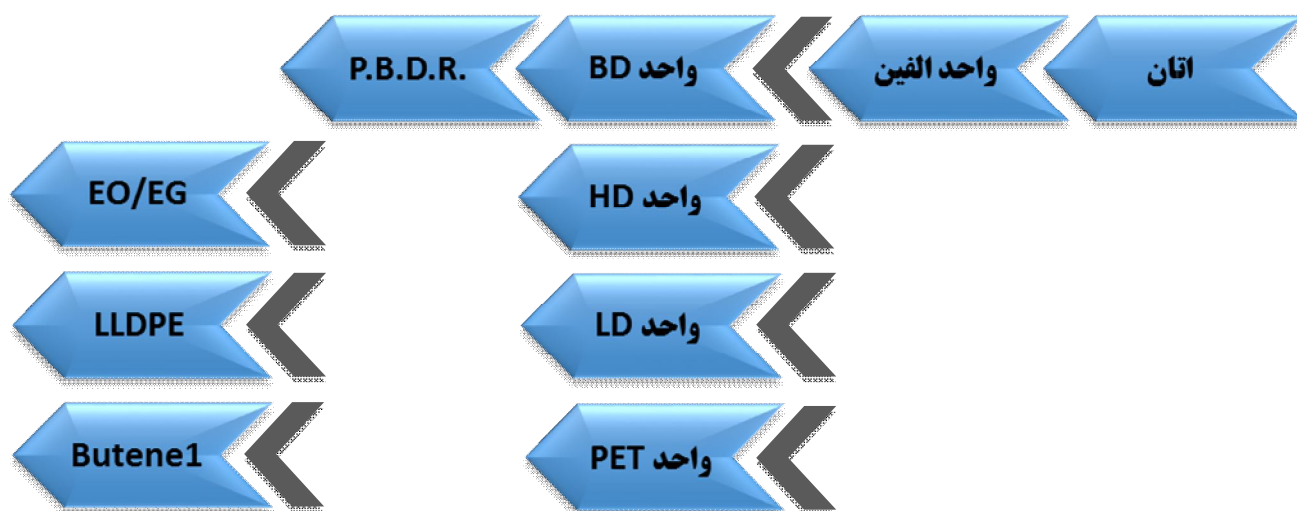 اتان
واحد الفین
واحد BD
P.B.D.R.
واحد HD
EO/EG
واحد LD
LLDPE
واحد PET
Butene1